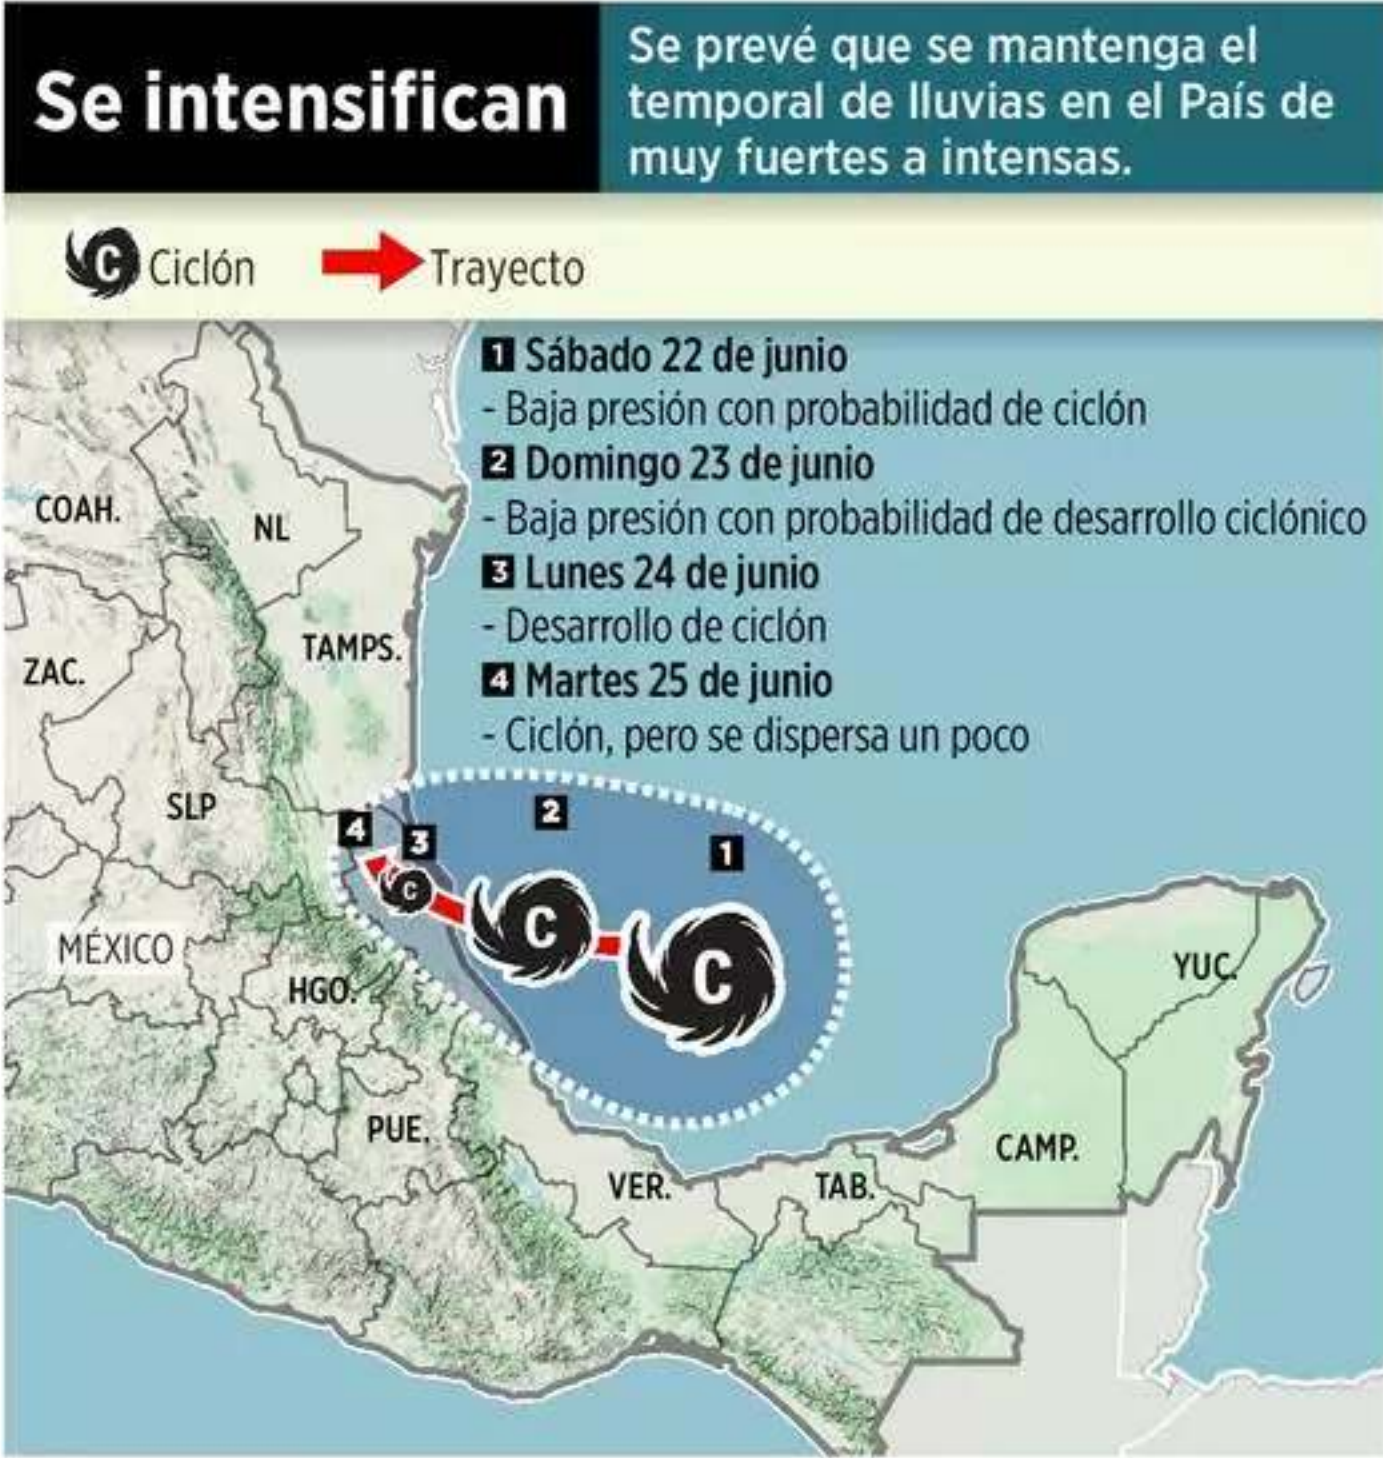 Se intensifican
Se prevé que se mantenga el
temporal de lluvias en el País de
muy fuertes a intensas.
C Ciclón
Trayecto
1 Sábado 22 de junio
- Baja presión con probabilidad de ciclón
2 Domingo 23 de junio
- Baja presión con probabilidad de desarrollo ciclónico
3 Lunes 24 de junio
- Desarrollo de ciclón
4 Martes 25 de junio
- Ciclón, pero se dispersa un poco
COAH.
NL
TAMPS.
ZAC.
SLP
4
3
2
1
C
C
C
MÉXICO
HGO.
YUC.
PUE.
CAMP.
VER.
TAB.